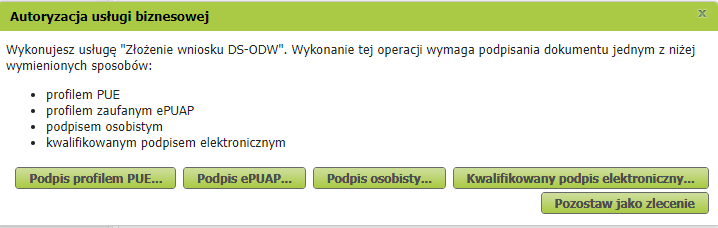 Autoryzacja usługi biznesowej x
Wykonujesz usługę "Złożenie wniosku DS-ODW". Wykonanie tej operacji wymaga podpisania dokumentu jednym z niżej
wymienionych sposobów:
• profilem PUE
• profilem zaufanym ePUAP
• podpisem osobistym
• kwalifikowanym podpisem elektronicznym
Podpis profilem PUE... Podpis ePUAP... Podpis osobisty... Kwalifikowany podpis elektroniczny...
Pozostaw jako zlecenie